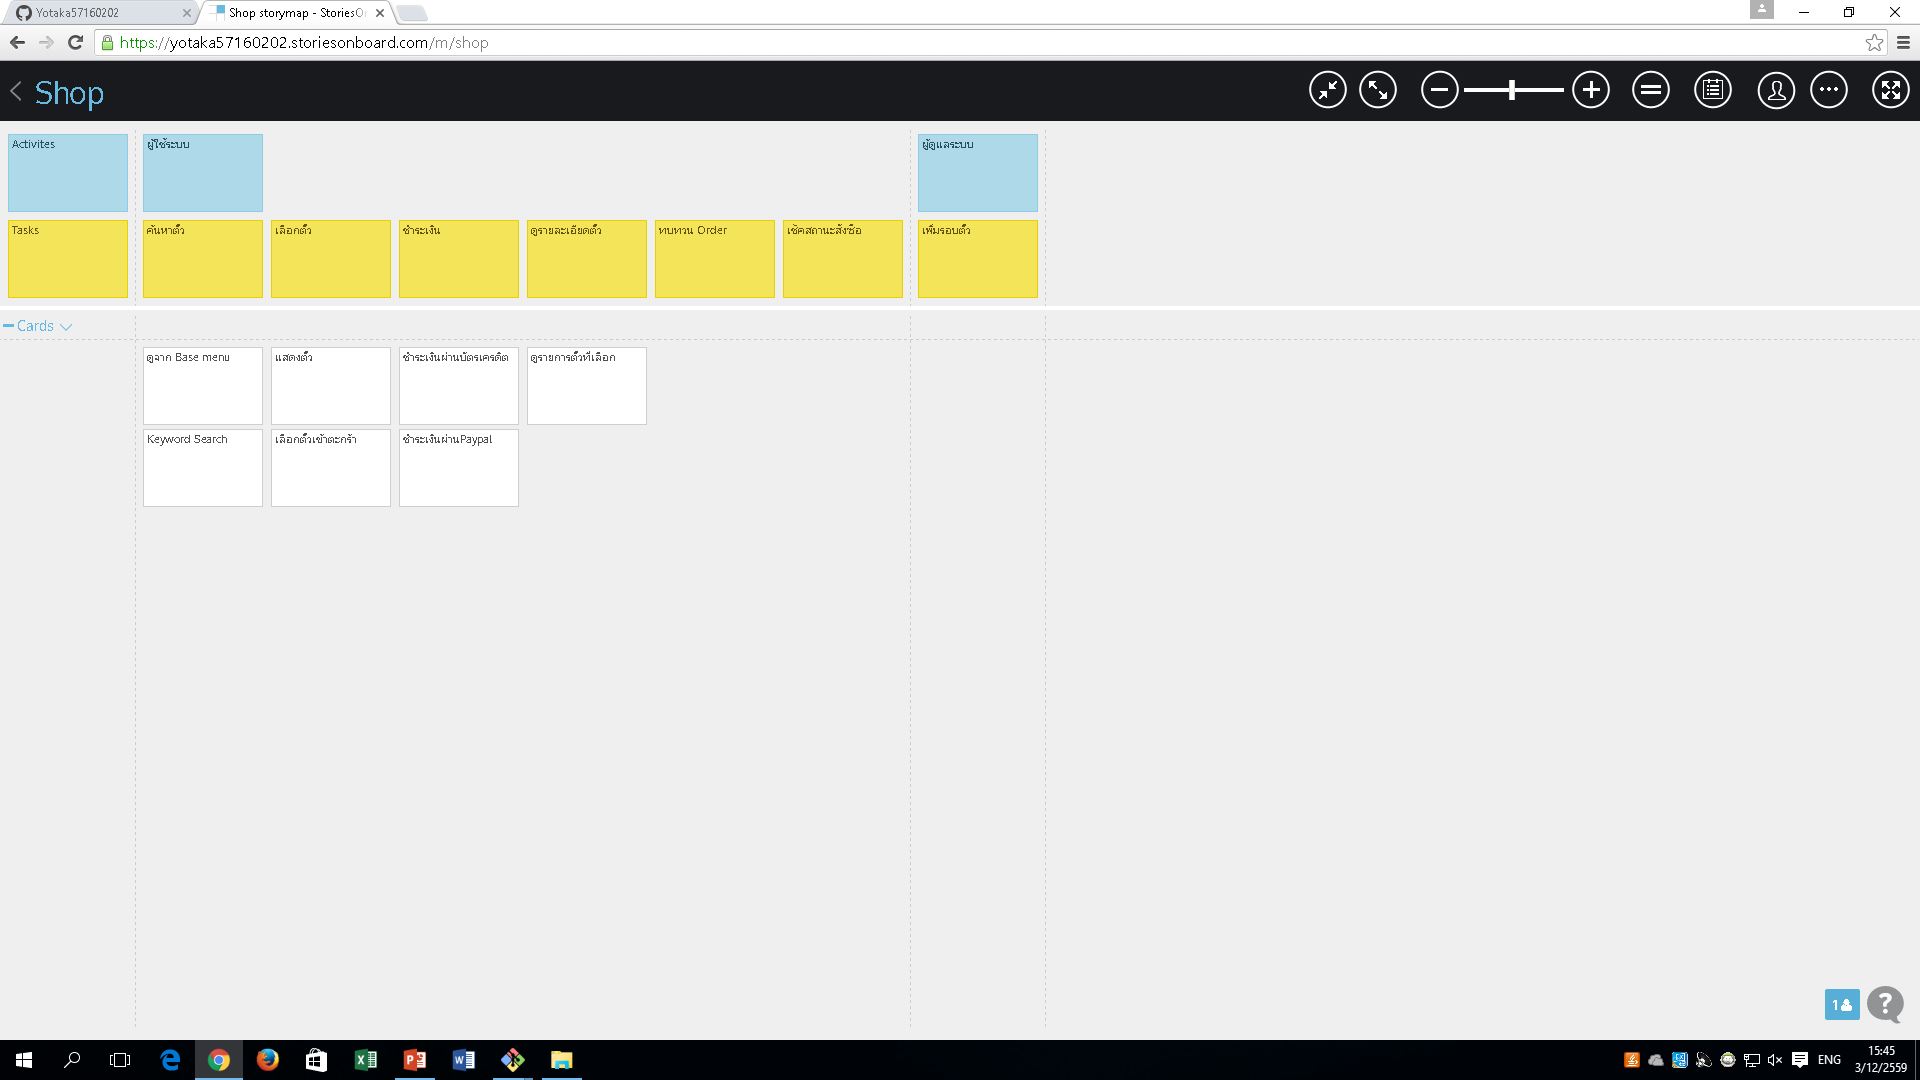 Yotaka57160202
Shop storymap - StoriesO
https://yotaka57160202.storiesonboard.com/m/shop
Shop
Activites
ผู้ใช้ระบบ
ผู้ดูแลระบบ
Tasks
ค้นหาตั๋ว
เลือกตั๋ว
ชำระเงิน
ดูรายละเอียดตั๋ว
ทบทวน Order
เช้คสถานะสั่งซื้อ
เพิ่มรอบตั๋ว
Cards
ดูจาก Base menu
แสดงตั๋ว
ชำระเงินผ่านบัตรเครดิต
ดูรายการตั๋วที่เลือก
Keyword Search
เลือกตั๋วเข้าตะกร้า
ชำระเงินผ่านPaypal
1
ENG
15:45
3/12/2559